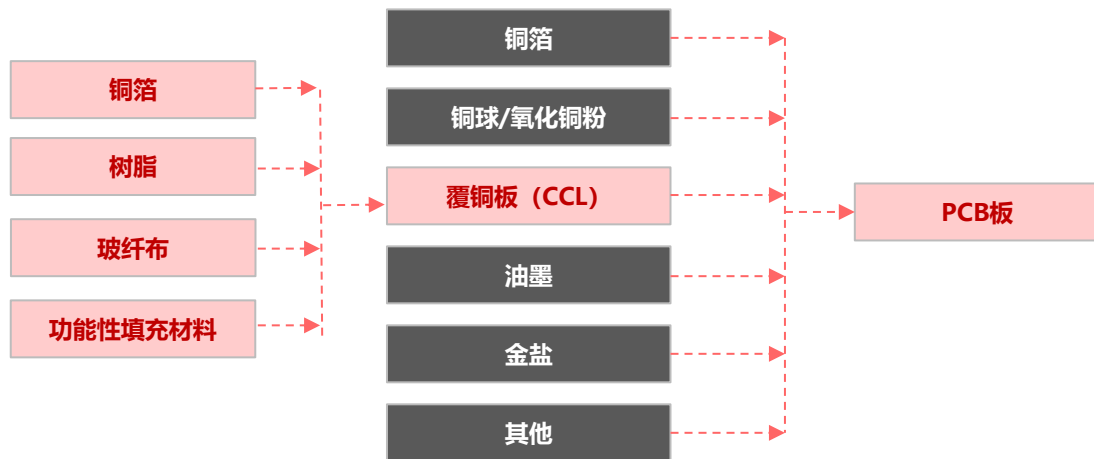 铜箔
树脂
玻纤布
功能性填充材料
铜箔
铜球/氧化铜粉
覆铜板（CCL）
油墨
金盐
其他
PCB板